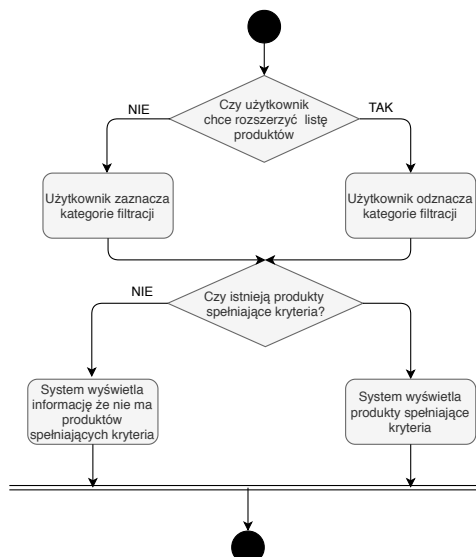 Czy użytkownik
chce rozszerzyć listę
produktów
NIE
TAK
Użytkownik zaznacza
kategorie filtracji
Użytkownik odznacza
kategorie filtracji
NIE
Czy istnieją produkty
spełniające kryteria?
System wyświetla
informację że nie ma
produktów
spełniających kryteria
System wyświetla
produkty spełniające
kryteria